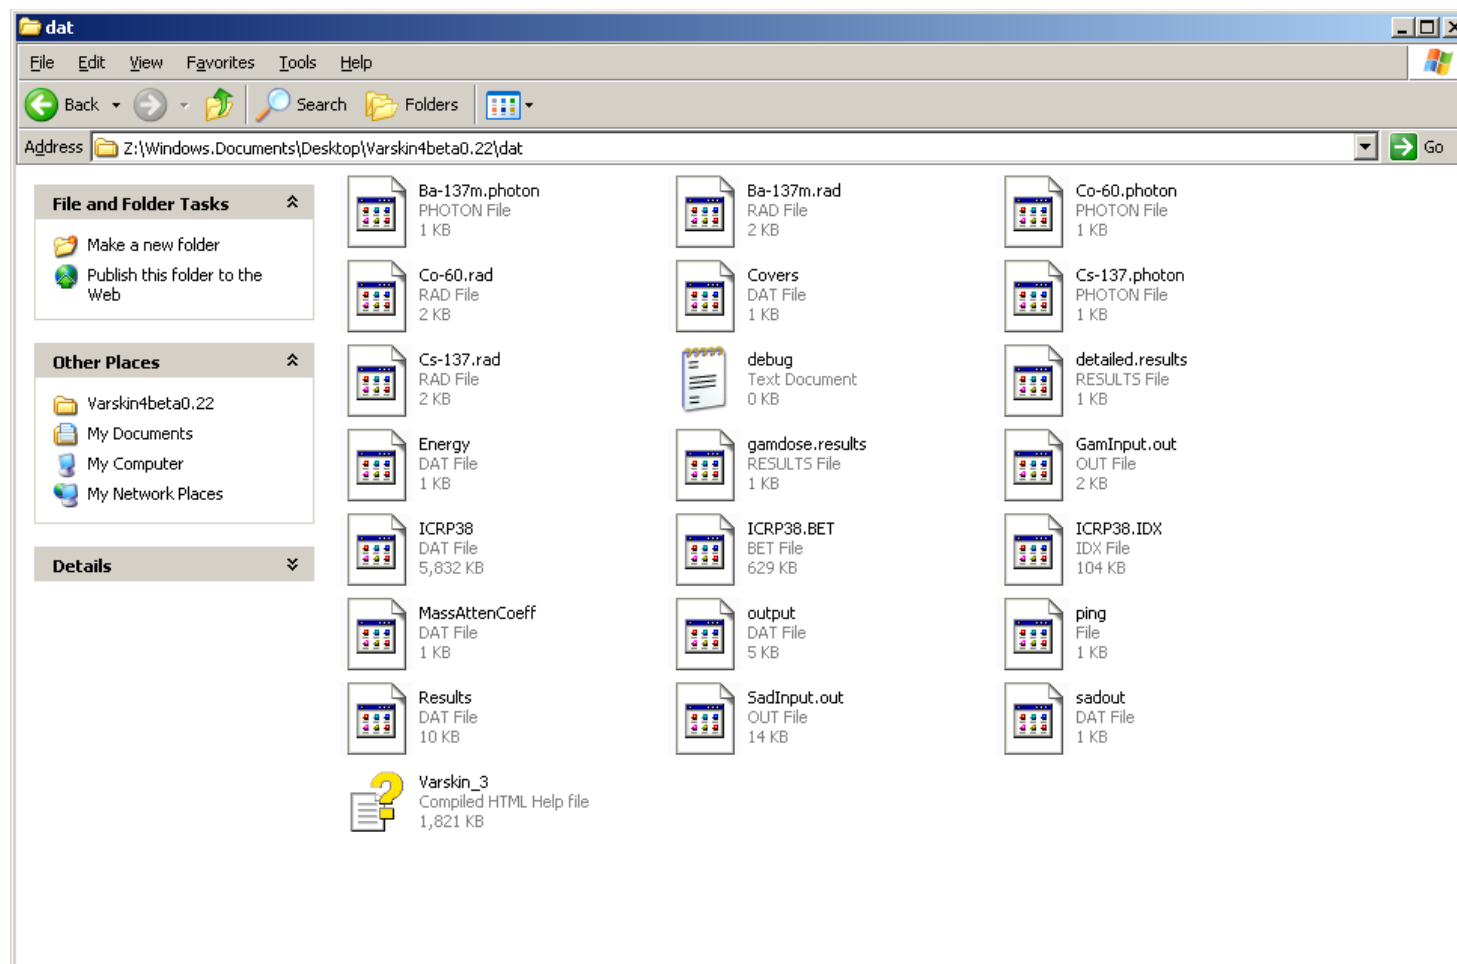 dat
File Edit View Favorites Tools Help
Back Search Folders
Address Z:\Windows.Documents\Desktop\Varskin4beta0.22\dat Go
File and Folder Tasks
Make a new folder
Publish this folder to the
Web
Other Places
Varskin4beta0.22
My Documents
My Computer
My Network Places
Details
Ba-137m.photon
PHOTON File
1 KB
Ba-137m.rad
RAD File
2 KB
Co-60.photon
PHOTON File
1 KB
Co-60.rad
RAD File
2 KB
Covers
DAT File
1 KB
Cs-137.photon
PHOTON File
1 KB
Cs-137.rad
RAD File
2 KB
debug
Text Document
0 KB
detailed.results
RESULTS File
1 KB
Energy
DAT File
1 KB
gamdose.results
RESULTS File
1 KB
GamInput.out
OUT File
2 KB
ICRP38
DAT File
5,832 KB
ICRP38.BET
BET File
629 KB
ICRP38.IDX
IDX File
104 KB
MassAttenCoeff
DAT File
1 KB
output
DAT File
5 KB
ping
File
1 KB
Results
DAT File
10 KB
SadInput.out
OUT File
14 KB
sadout
DAT File
1 KB
Varskin_3
Compiled HTML Help file
1,821 KB